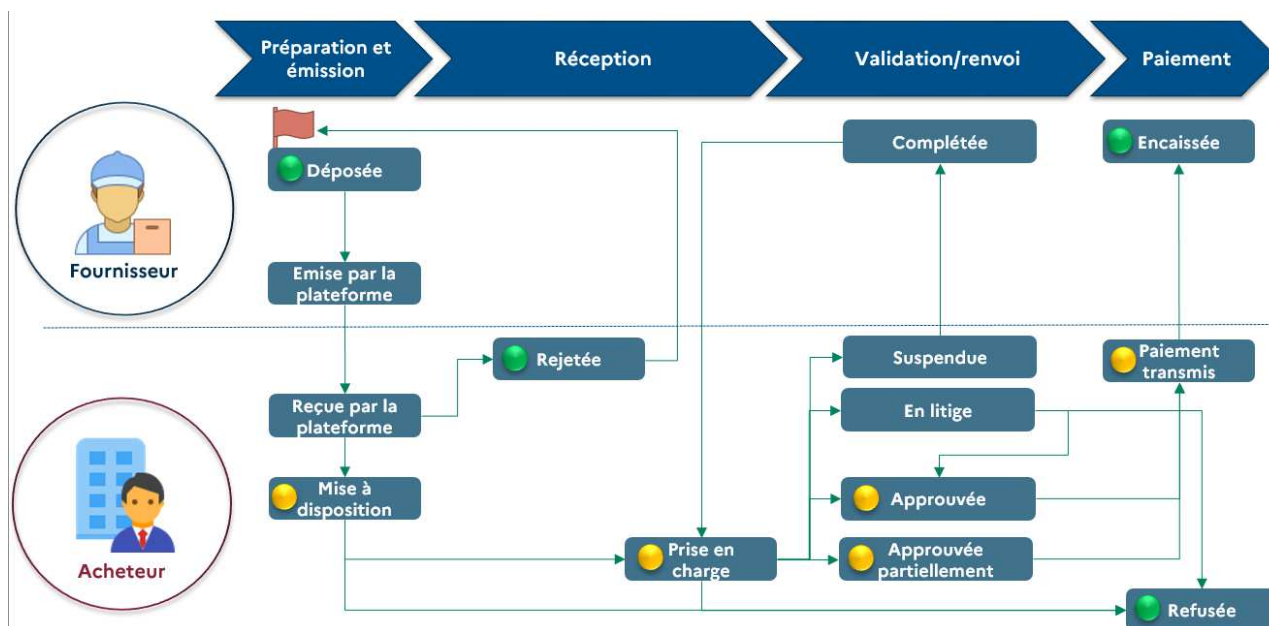 Préparation et
émission
Réception
Validation/renvoi
Paiement
Fournisseur
Déposée
Complétée
Encaissée
Emise par la
plateforme
Rejetée
Suspendue
Paiement
transmis
Reçue par la
plateforme
En litige
Acheteur
Mise à
disposition
Approuvée
Prise en
charge
Approuvée
partiellement
Refusée